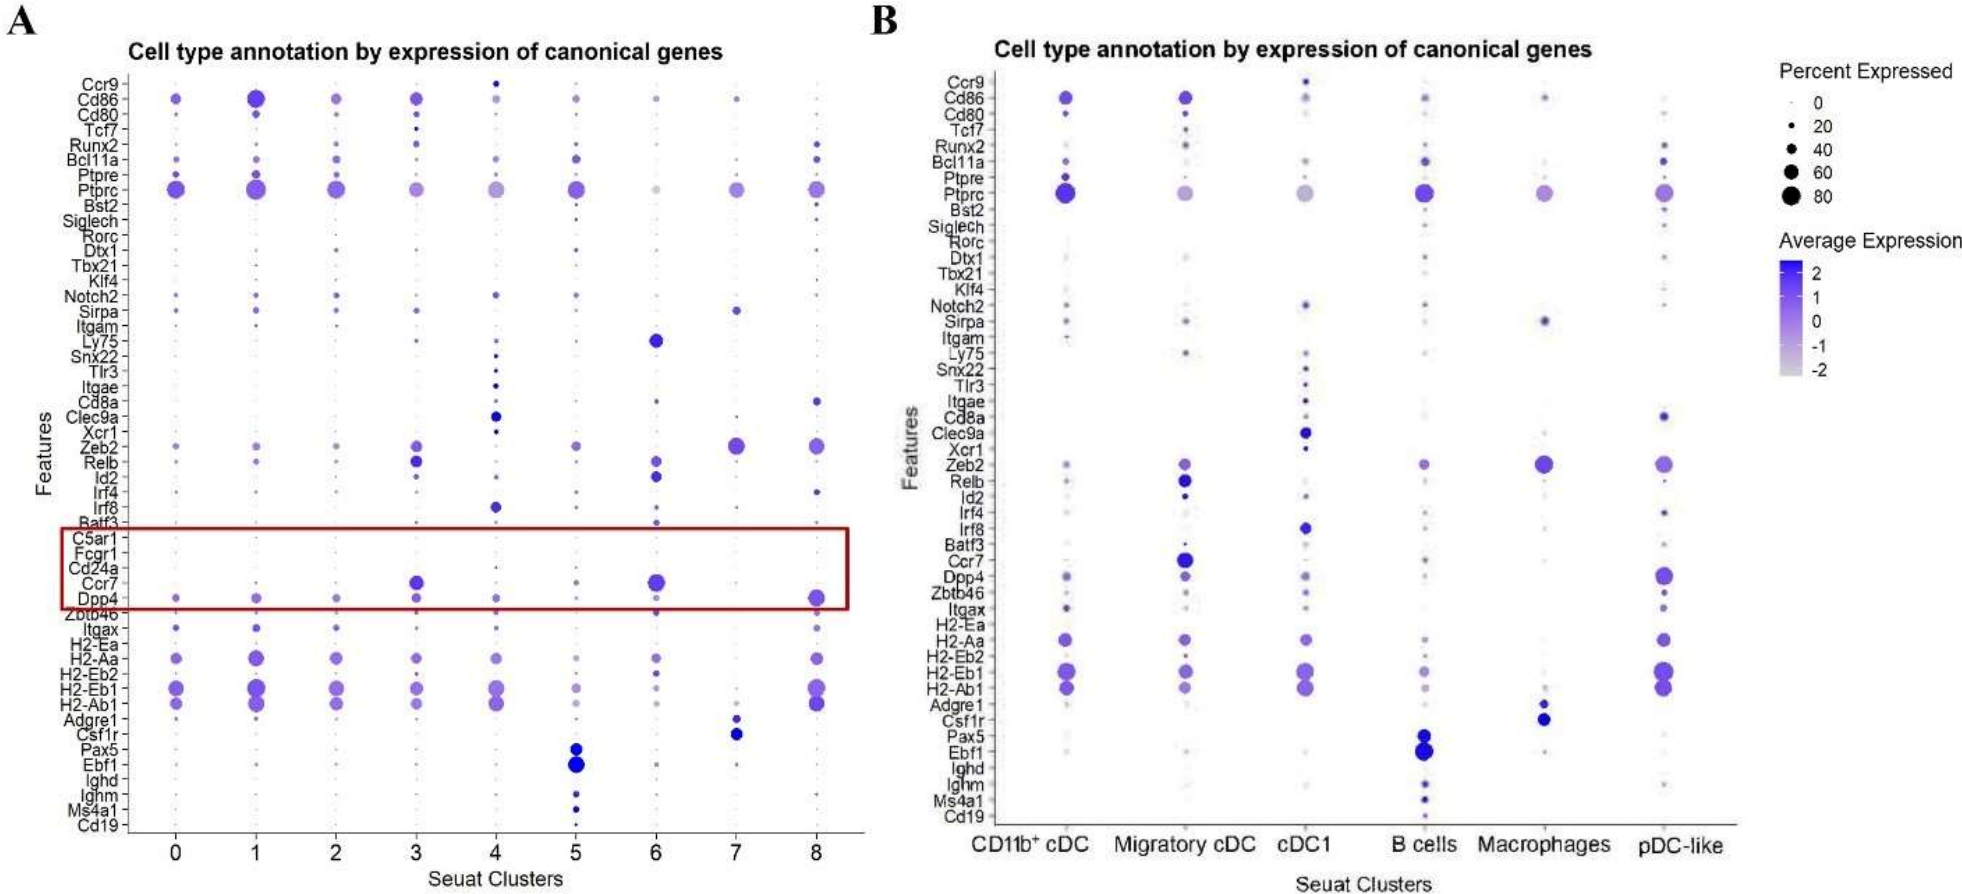 A
Cell type annotation by expression of canonical genes
Features
Ccr9
Cd86
Cd80
Tcf7
Runx2
Bcl11a
Ptpre
Ptprc
Bst2
Siglech
Rorc
Dtx1
Tbx21
Klf4
Notch2
Sirpa
Itgam
Ly75
Snx22
Tlr3
Itgae
Cd8a
Clec9a
Xcr1
Zeb2
Relb
Id2
Irf4
Irf8
Batf3
C5ar1
Fcgr1
Cd24a
Ccr7
Dpp4
Zbtb46
Itgax
H2-Ea
H2-Aa
H2-Eb2
H2-Eb1
H2-Ab1
Adgre1
Csf1r
Pax5
Ebf1
Ighd
Ighm
Ms4a1
Cd19
0 1 2 3 4 5 6 7 8
Seuat Clusters
B
Cell type annotation by expression of canonical genes
Features
Ccr9
Cd86
Cd80
Tcf7
Runx2
Bcl11a
Ptpre
Ptprc
Bst2
Siglech
Rorc
Dtx1
Tbx21
Klf4
Notch2
Sirpa
Itgam
Ly75
Snx22
Tlr3
Itgae
Cd8a
Clec9a
Xcr1
Zeb2
Relb
Id2
Irf4
Irf8
Batf3
Ccr7
Dpp4
Zbtb46
Itgax
H2-Ea
H2-Aa
H2-Eb2
H2-Eb1
H2-Ab1
Adgre1
Csf1r
Pax5
Ebf1
Ighd
Ighm
Ms4a1
Cd19
CD11b⁺ cDC Migratory cDC cDC1 B cells Macrophages pDC-like
Seuat Clusters
Percent Expressed
0
20
40
60
80
Average Expression
2
1
0
-1
-2